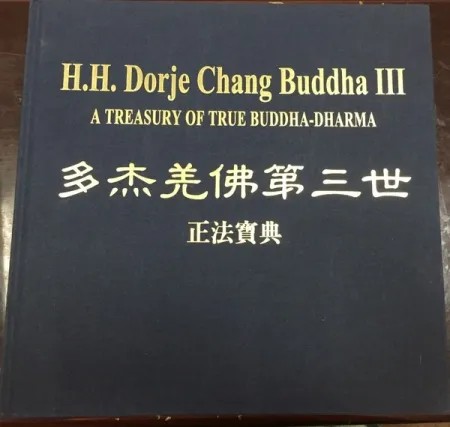 H.H. Dorje Chang Buddha III
A TREASURY OF TRUE BUDDHA-DHARMA
多杰羌佛第三世
正法寶典